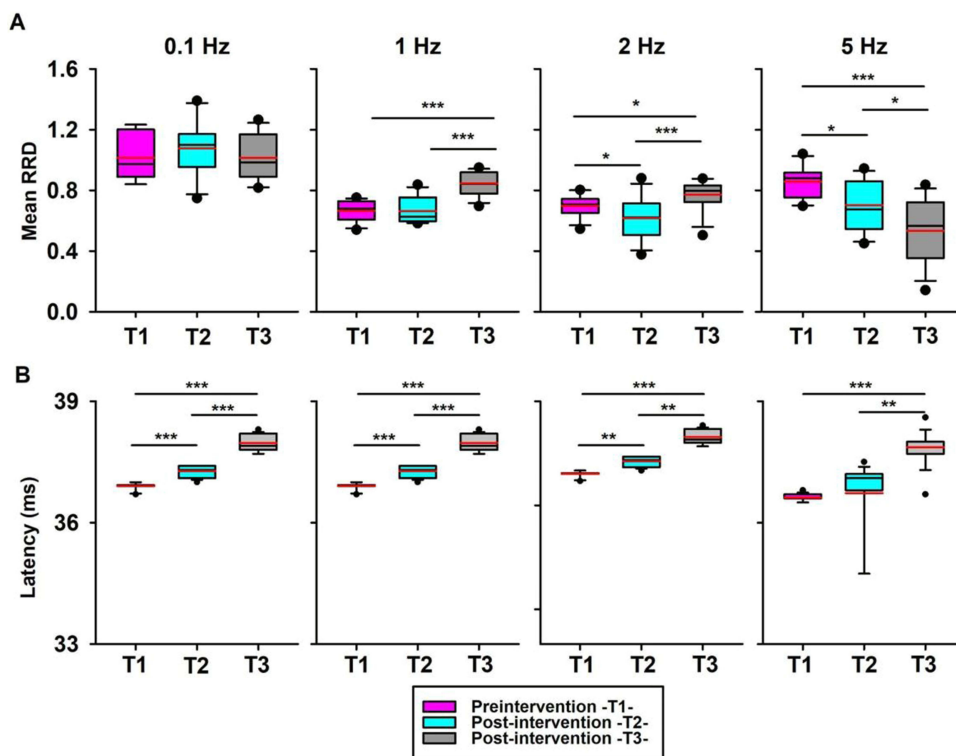 A
0.1 Hz 1 Hz 2 Hz 5 Hz
Mean RRD
1.6
1.2
0.8
0.4
0.0
*** *** * *** * *** *** * *
T1 T2 T3 T1 T2 T3 T1 T2 T3 T1 T2 T3
B
Latency (ms)
39
36
33
*** *** *** *** *** *** *** ** ** *** **
T1 T2 T3 T1 T2 T3 T1 T2 T3 T1 T2 T3
Preintervention -T1-
Post-intervention -T2-
Post-intervention -T3-